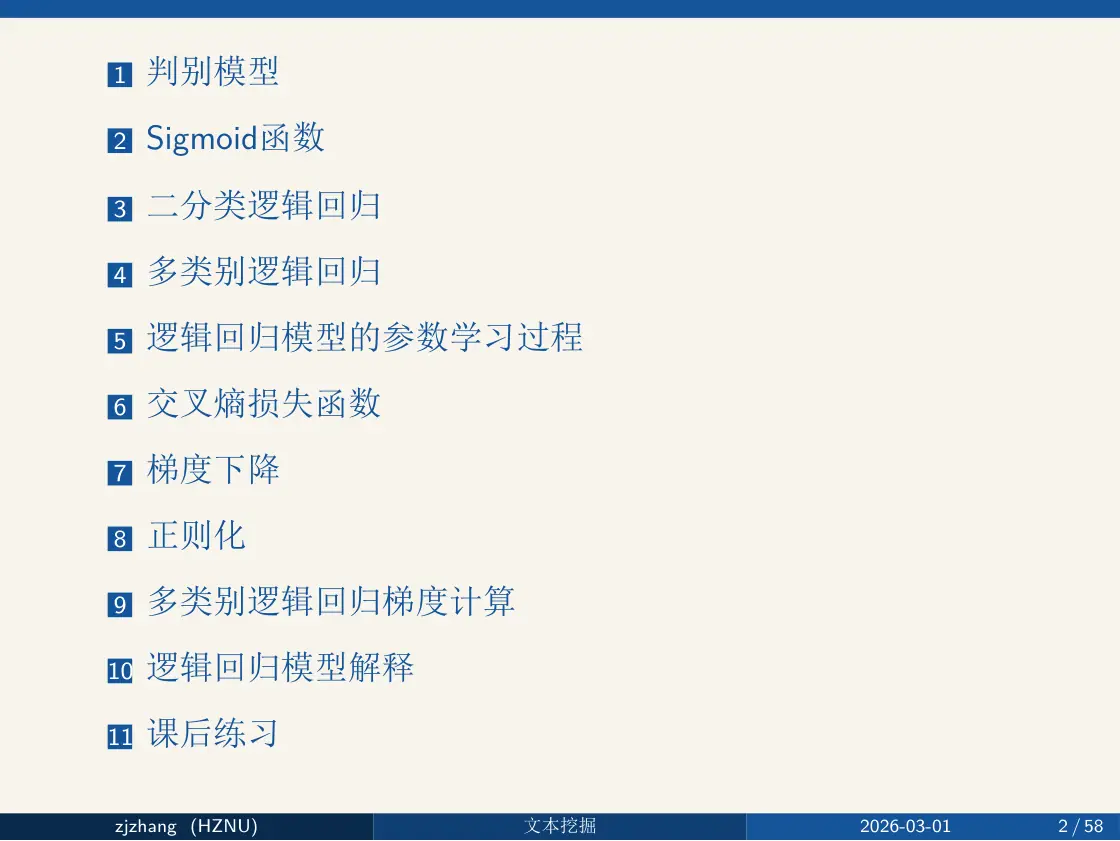 1 判别模型
2 Sigmoid函数
3 二分类逻辑回归
4 多类别逻辑回归
5 逻辑回归模型的参数学习过程
6 交叉熵损失函数
7 梯度下降
8 正则化
9 多类别逻辑回归梯度计算
10 逻辑回归模型解释
11 课后练习
zjzhang (HZNU) 文本挖掘 2026-03-01 2 / 58